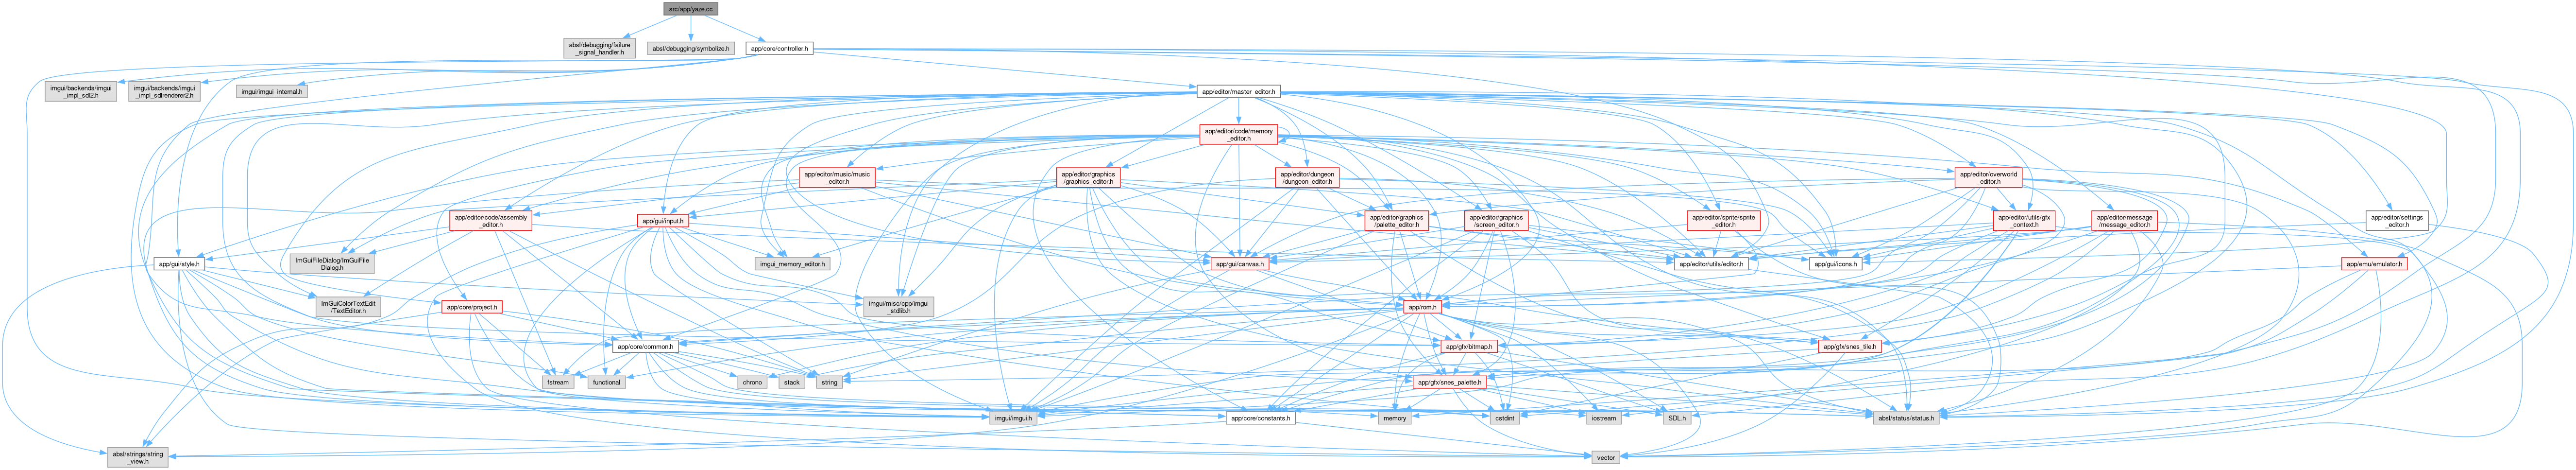 src/app/yaze.cc
absl/debugging/failure
_signal_handler.h
absl/debugging/symbolize.h
app/core/controller.h
imgui/backends/imgui
_impl_sdl2.h
imgui/backends/imgui
_impl_sdlrenderer2.h
imgui/imgui_internal.h
app/editor/master_editor.h
app/editor/code/memory
_editor.h
app/editor/music/music
_editor.h
app/editor/graphics
/graphics_editor.h
app/editor/dungeon
/dungeon_editor.h
app/editor/overworld
_editor.h
app/editor/code/assembly
_editor.h
app/gui/input.h
app/editor/graphics
/palette_editor.h
app/editor/graphics
/screen_editor.h
app/editor/sprite/sprite
_editor.h
app/editor/utils/gfx
_context.h
app/editor/message
/message_editor.h
app/editor/settings
_editor.h
app/gui/style.h
ImGuiFileDialog/ImGuiFile
Dialog.h
imgui_memory_editor.h
app/gui/canvas.h
app/editor/utils/editor.h
app/gui/icons.h
app/emu/emulator.h
ImGuiColorTextEdit
/TextEditor.h
app/core/project.h
imgui/misc/cpp/imgui
_stdlib.h
app/rom.h
app/core/common.h
app/gfx/bitmap.h
app/gfx/snes_tile.h
fstream
functional
chrono
stack
string
app/gfx/snes_palette.h
imgui/imgui.h
app/core/constants.h
memory
cstdint
iostream
SDL.h
absl/status/status.h
absl/strings/string
_view.h
vector